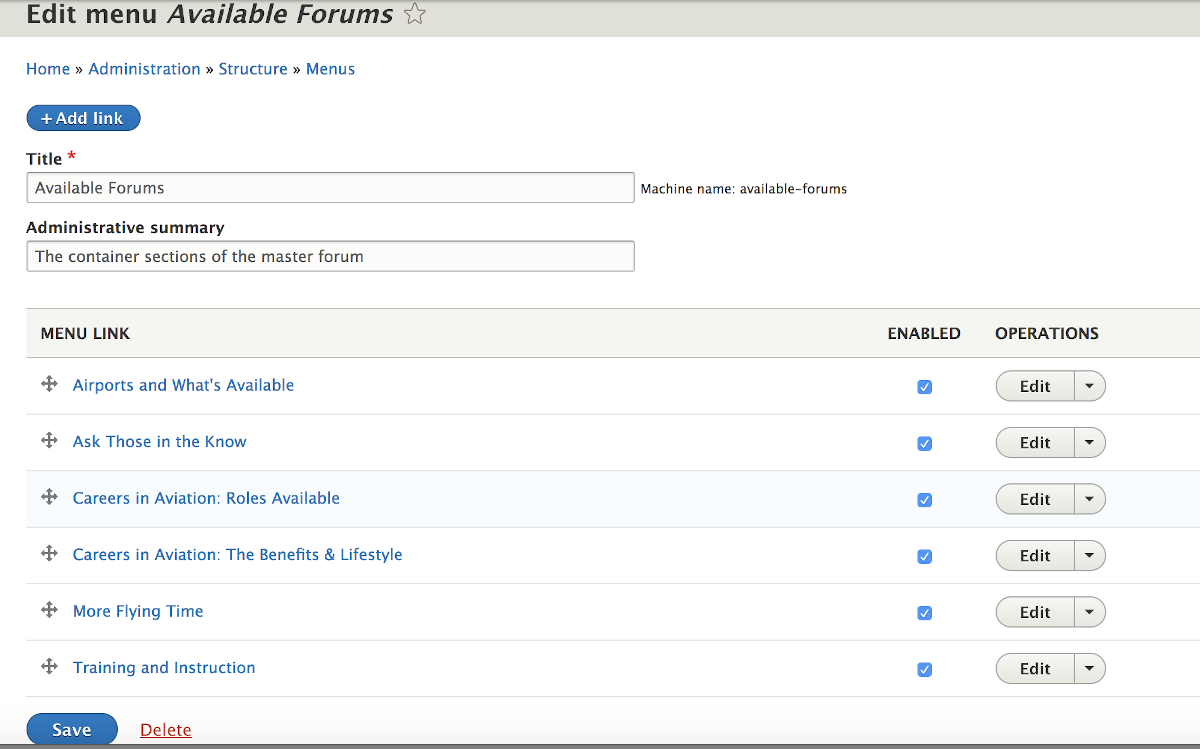 Edit menu Available Forums
Home » Administration » Structure » Menus
+ Add link
Title *
Available Forums Machine name: available-forums
Administrative summary
The container sections of the master forum
MENU LINK ENABLED OPERATIONS
Airports and What's Available Edit
Ask Those in the Know Edit
Careers in Aviation: Roles Available Edit
Careers in Aviation: The Benefits & Lifestyle Edit
More Flying Time Edit
Training and Instruction Edit
Save Delete